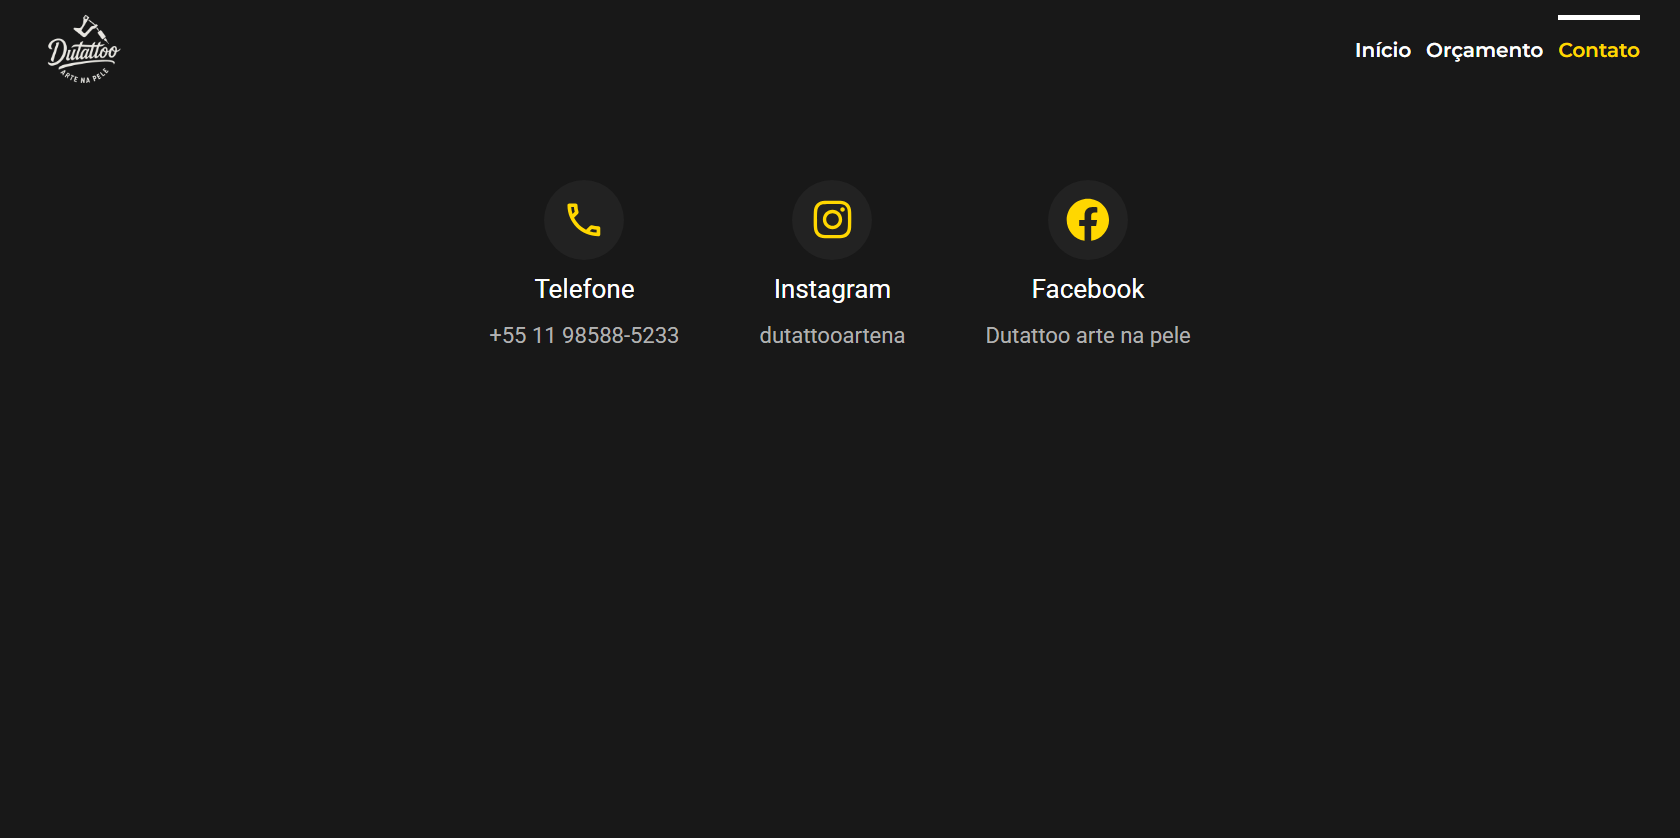 Dutattoo
ARTE NA PELE
Início Orçamento Contato
Telefone
+55 11 98588-5233
Instagram
dutattooartena
Facebook
Dutattoo arte na pele